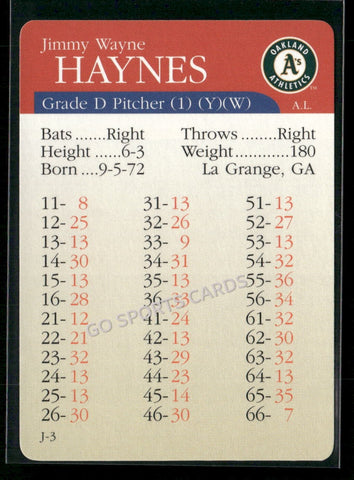 Jimmy Wayne
HAYNES
OAKLAND
A's
ATHLETICS
TM
Grade D Pitcher (1) (Y)(W)
A.L.
Bats.......Right Throws........Right
Height......6-3 Weight..........180
Born....9-5-72 La Grange, GA
11- 8 31-13 51-13
12-25 32-26 52-27
13-13 33- 9 53-13
14-30 34-31 54-32
15-13 35-13 55-36
16-28 36-13 56-34
21-12 41-24 61-32
22-21 42-13 62-12
23-32 43-29 63-32
24-13 44-23 64-32
25-13 45-14 65-35
26-30 46-30 66- 7
J-3
GO SPORTS CARDS